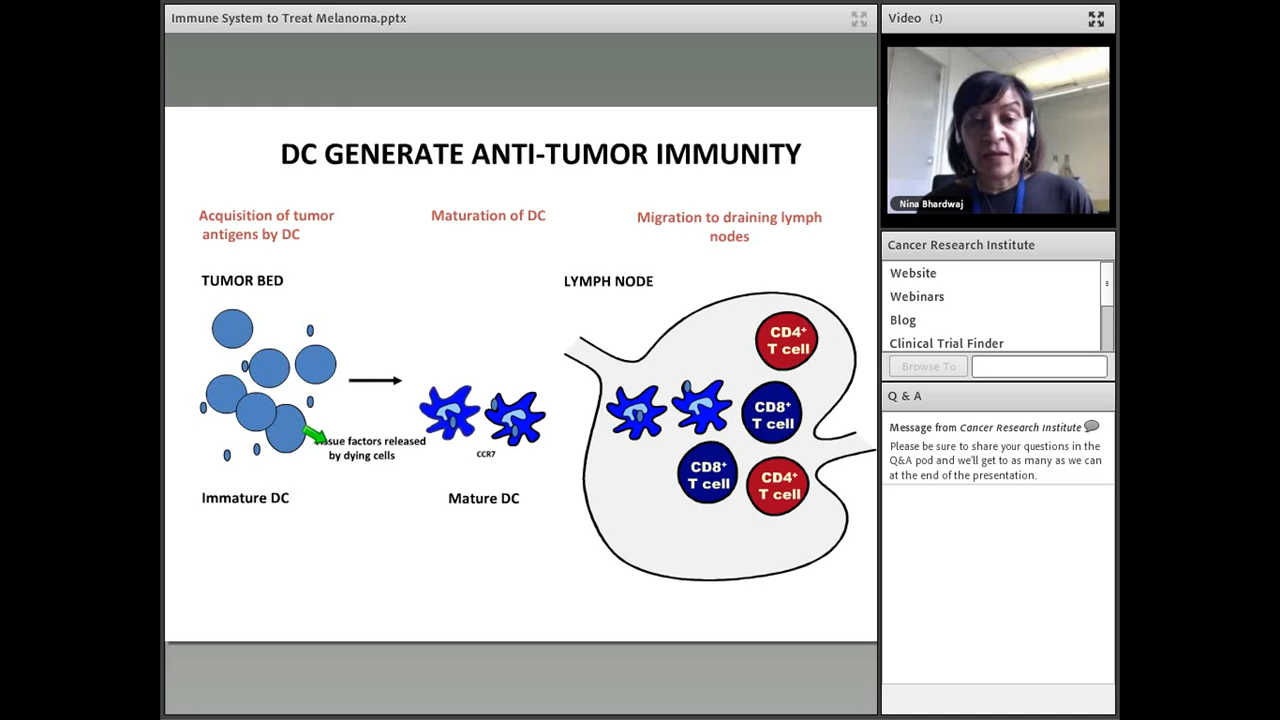 Immune System to Treat Melanoma.pptx
DC GENERATE ANTI-TUMOR IMMUNITY
Acquisition of tumor
antigens by DC
Maturation of DC
Migration to draining lymph
nodes
TUMOR BED
LYMPH NODE
CD4+
T cell
CD8+
T cell
CD8+
T cell
CD4+
T cell
factors released
by dying cells
CCR7
Immature DC
Mature DC
Video (1)
Nina Bhardwaj
Cancer Research Institute
Website
Webinars
Blog
Clinical Trial Finder
Browse To
Q & A
Message from Cancer Research Institute
Please be sure to share your questions in the
Q&A pod and we'll get to as many as we can
at the end of the presentation.